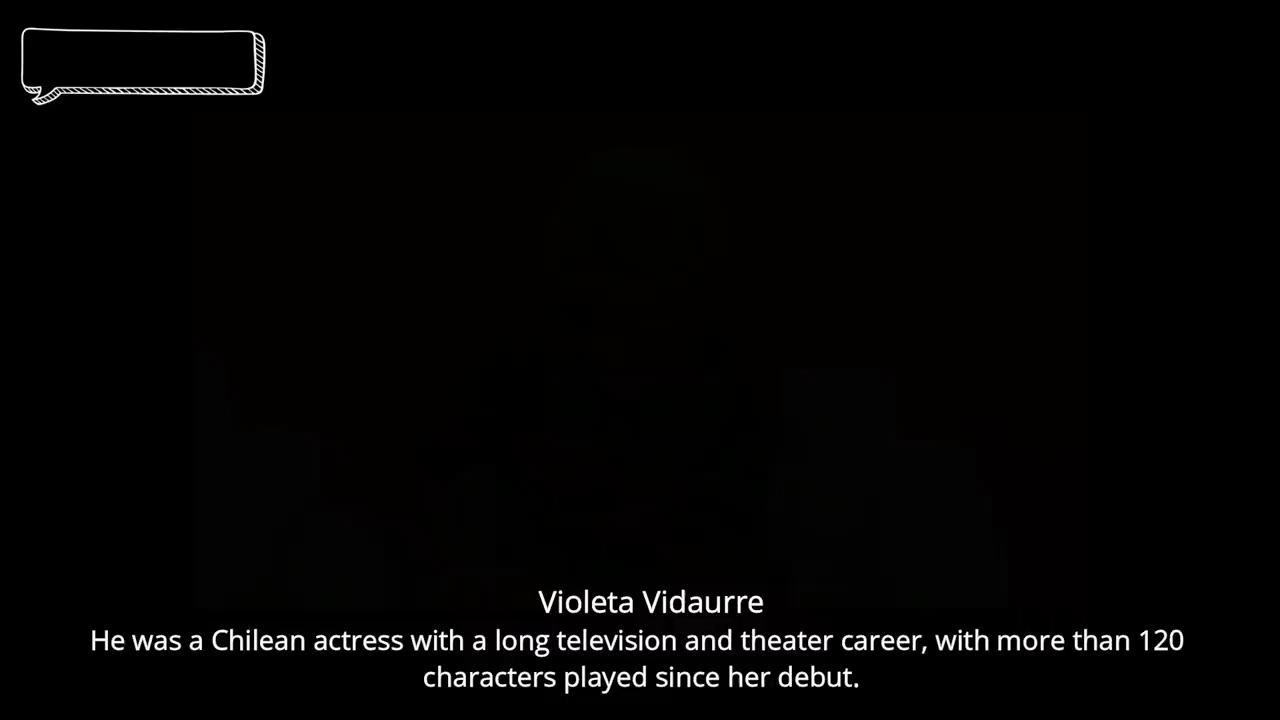 Violeta Vidaurre
He was a Chilean actress with a long television and theater career, with more than 120
characters played since her debut.